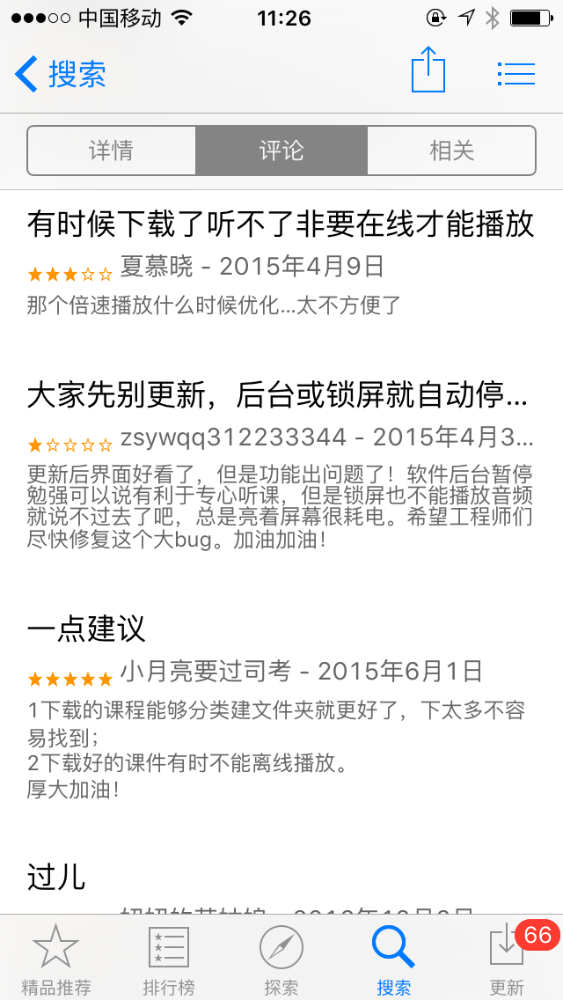 中国移动 11:26
搜索
详情 评论 相关
有时候下载了听不了非要在线才能播放
夏慕晓 - 2015年4月9日
那个倍速播放什么时候优化...太不方便了
大家先别更新，后台或锁屏就自动停...
zsywqq312233344 - 2015年4月3...
更新后界面好看了，但是功能出问题了！软件后台暂停
勉强可以说有利于专心听课，但是锁屏也不能播放音频
就说不过去了吧，总是亮着屏幕很耗电。希望工程师们
尽快修复这个大bug。加油加油！
一点建议
小月亮要过司考 - 2015年6月1日
1下载的课程能够分类建文件夹就更好了，下太多不容
易找到；
2下载好的课件有时不能离线播放。
厚大加油！
过儿
66
精品推荐 排行榜 探索 搜索 更新